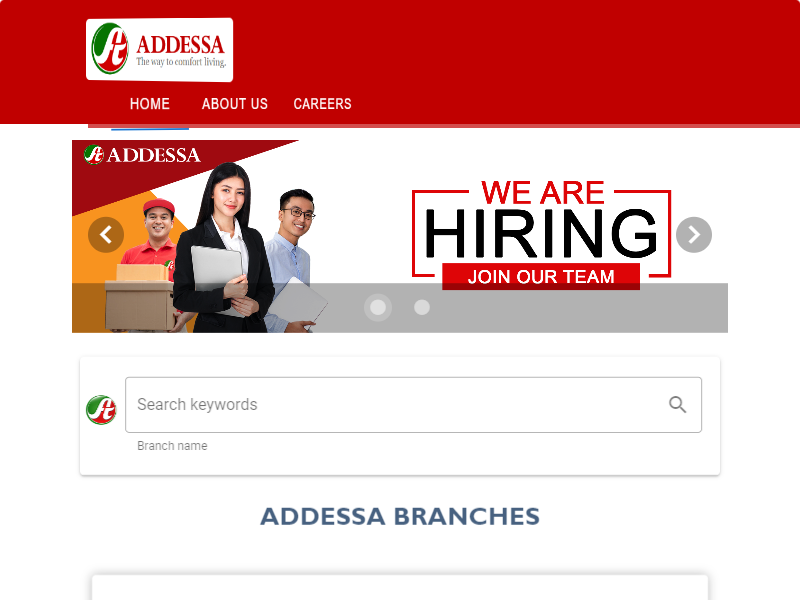 ADDESSA
The way to comfort living.
HOME ABOUT US CAREERS
ADDESSA
WE ARE
HIRING
JOIN OUR TEAM
Search keywords
Branch name
ADDESSA BRANCHES